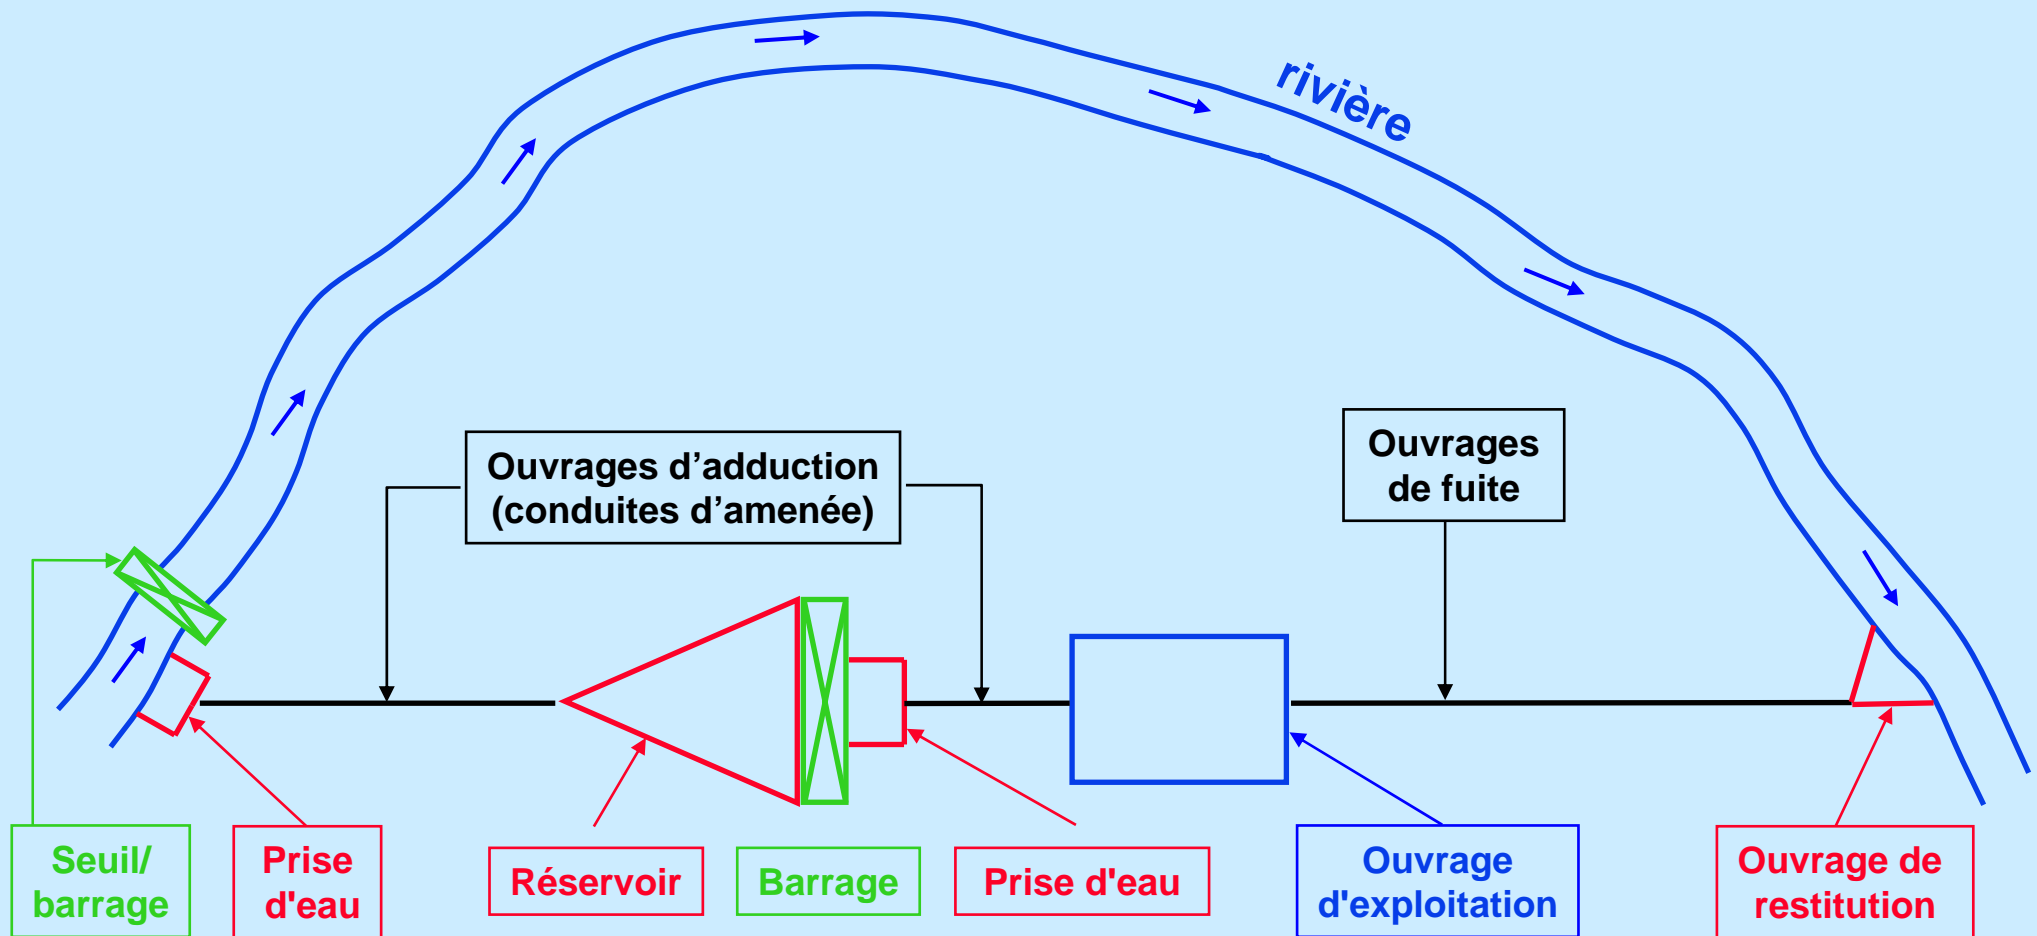 rivière
Ouvrages d’adduction
(conduites d’amenée)
Ouvrages
de fuite
Seuil/
barrage
Prise
d'eau
Réservoir
Barrage
Prise d'eau
Ouvrage
d'exploitation
Ouvrage de
restitution